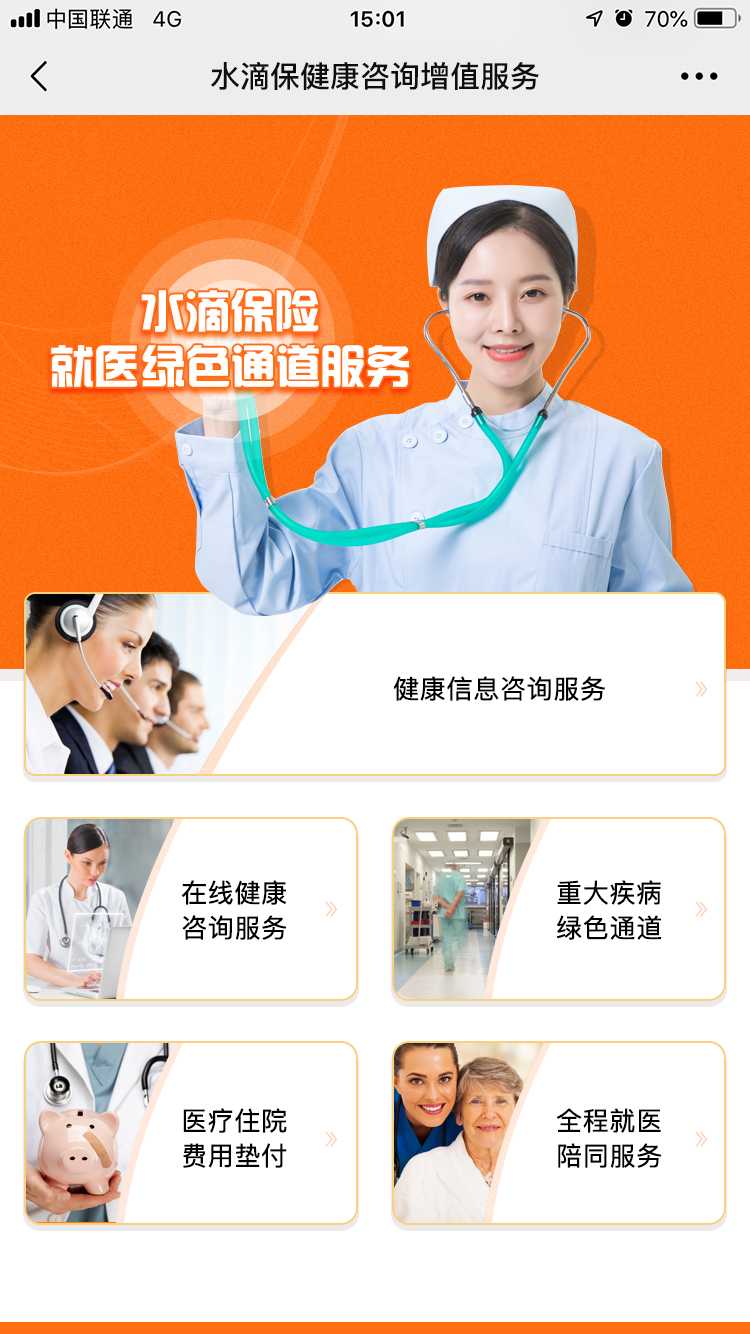 中国联通 4G 15:01 70%
水滴保健康咨询增值服务
水滴保险
就医绿色通道服务
健康信息咨询服务
在线健康
咨询服务
重大疾病
绿色通道
医疗住院
费用垫付
全程就医
陪同服务